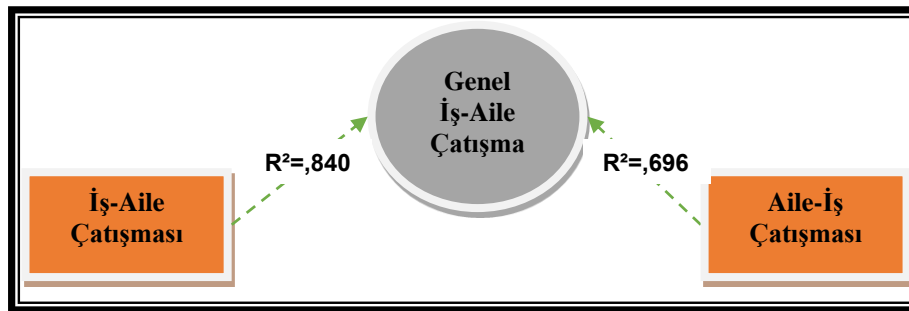 Genel
İş-Aile
Çatışma
R²=,840
R²=,696
İş-Aile
Çatışması
Aile-İş
Çatışması